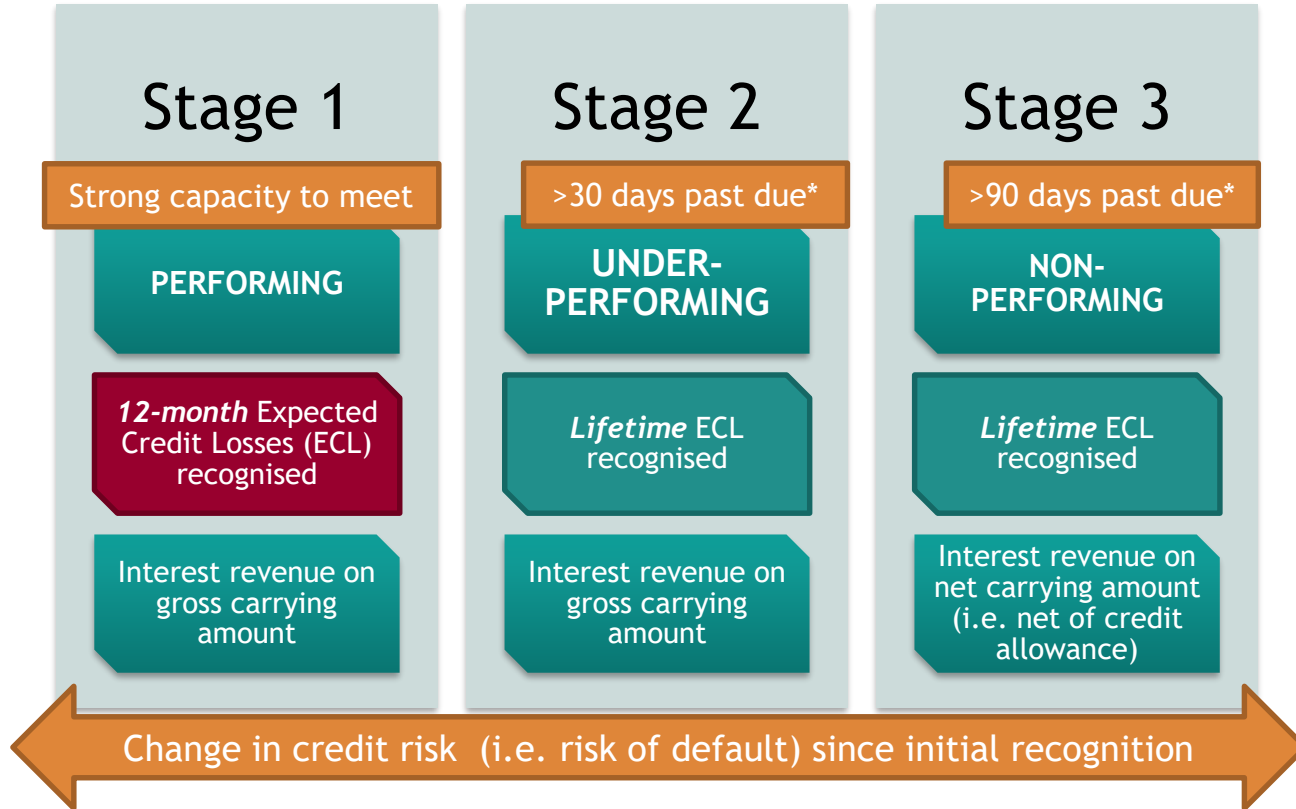 Stage 1
Strong capacity to meet
PERFORMING
12-month Expected
Credit Losses (ECL)
recognised
Interest revenue on
gross carrying
amount
Stage 2
>30 days past due*
UNDER-
PERFORMING
Lifetime ECL
recognised
Interest revenue on
gross carrying
amount
Stage 3
>90 days past due*
NON-
PERFORMING
Lifetime ECL
recognised
Interest revenue on
net carrying amount
(i.e. net of credit
allowance)
Change in credit risk (i.e. risk of default) since initial recognition